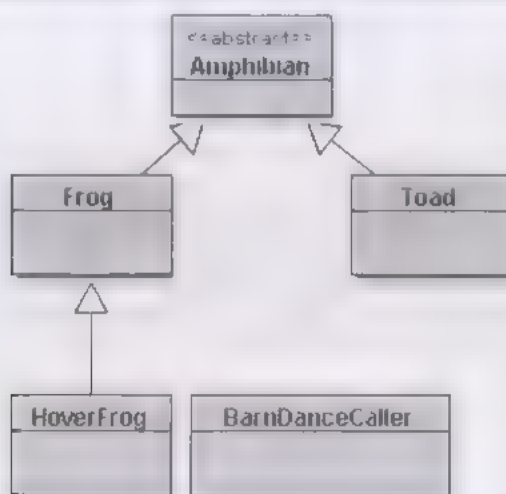 <<abstract>>
Amphibian
Frog
Toad
HoverFrog
BarnDanceCaller